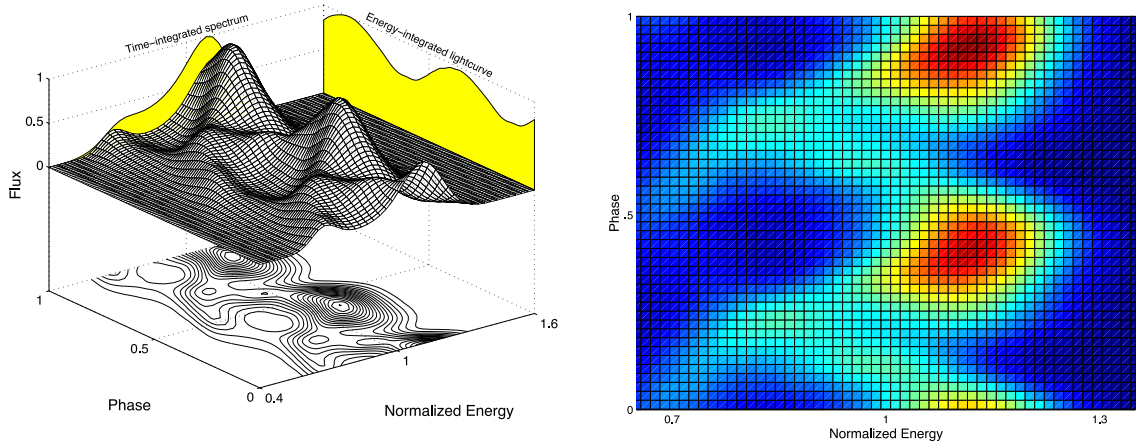 Time−integrated spectrum
Energy−integrated lightcurve
1
0.5
0
Flux
1
0.5
0
Phase
0.4
1
1.6
Normalized Energy
1
.5
0
Phase
0.7
1
1.3
Normalized Energy